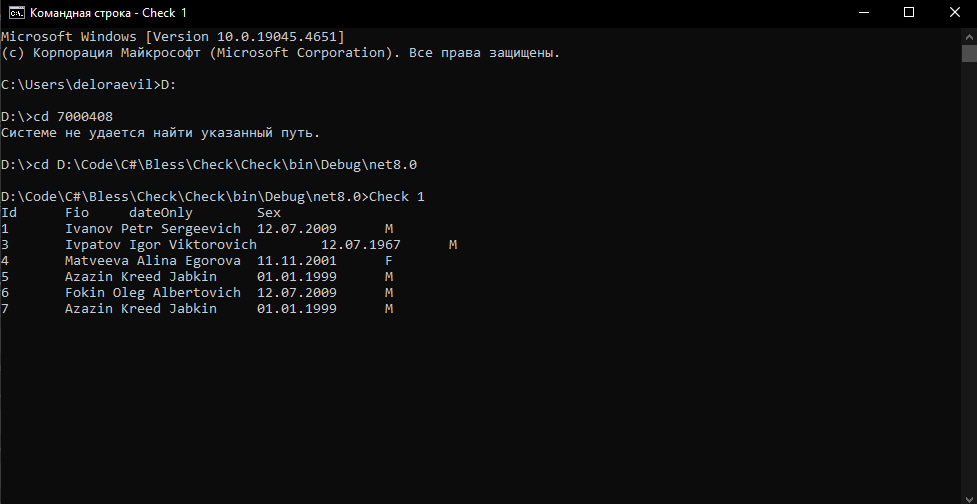 Командная строка - Check 1
Microsoft Windows [Version 10.0.19045.4651]
(c) Корпорация Майкрософт (Microsoft Corporation). Все права защищены.
C:\Users\deloraevil>D:
D:\>cd 7000408
Системе не удается найти указанный путь.
D:\>cd D:\Code\C#\Bless\Check\Check\bin\Debug\net8.0
D:\Code\C#\Bless\Check\Check\bin\Debug\net8.0>Check 1
Id Fio dateOnly Sex
1 Ivanov Petr Sergeevich 12.07.2009 M
3 Ivpatov Igor Viktorovich 12.07.1967 M
4 Matveeva Alina Egorova 11.11.2001 F
5 Azazin Kreed Jabkin 01.01.1999 M
6 Fokin Oleg Albertovich 12.07.2009 M
7 Azazin Kreed Jabkin 01.01.1999 M